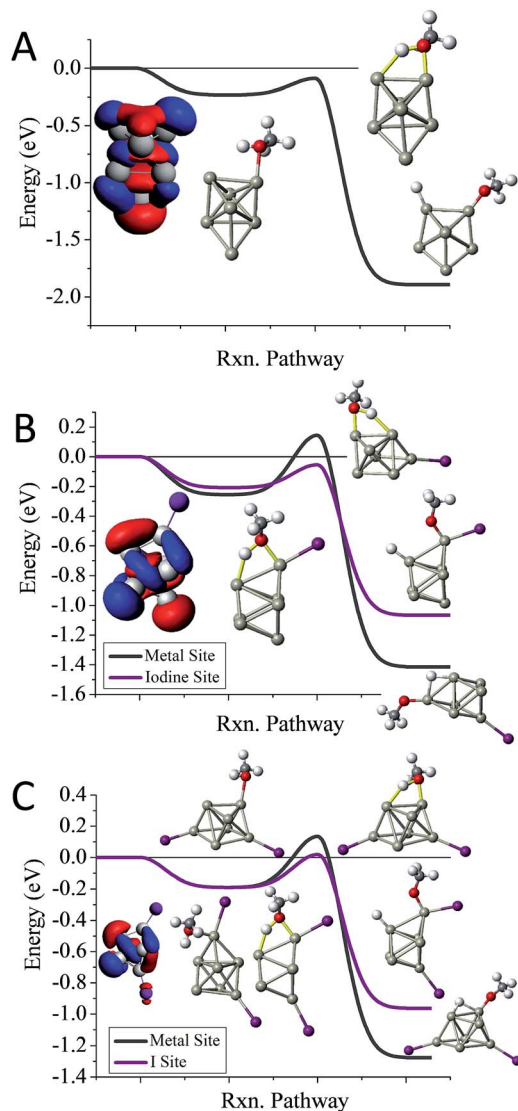 A
0.0
-0.5
-1.0
-1.5
-2.0
Energy (eV)
Rxn. Pathway
B
0.2
0.0
-0.2
-0.4
-0.6
-0.8
-1.0
-1.2
-1.4
-1.6
Energy (eV)
Metal Site
Iodine Site
Rxn. Pathway
C
0.4
0.2
0.0
-0.2
-0.4
-0.6
-0.8
-1.0
-1.2
-1.4
Energy (eV)
Metal Site
I Site
Rxn. Pathway